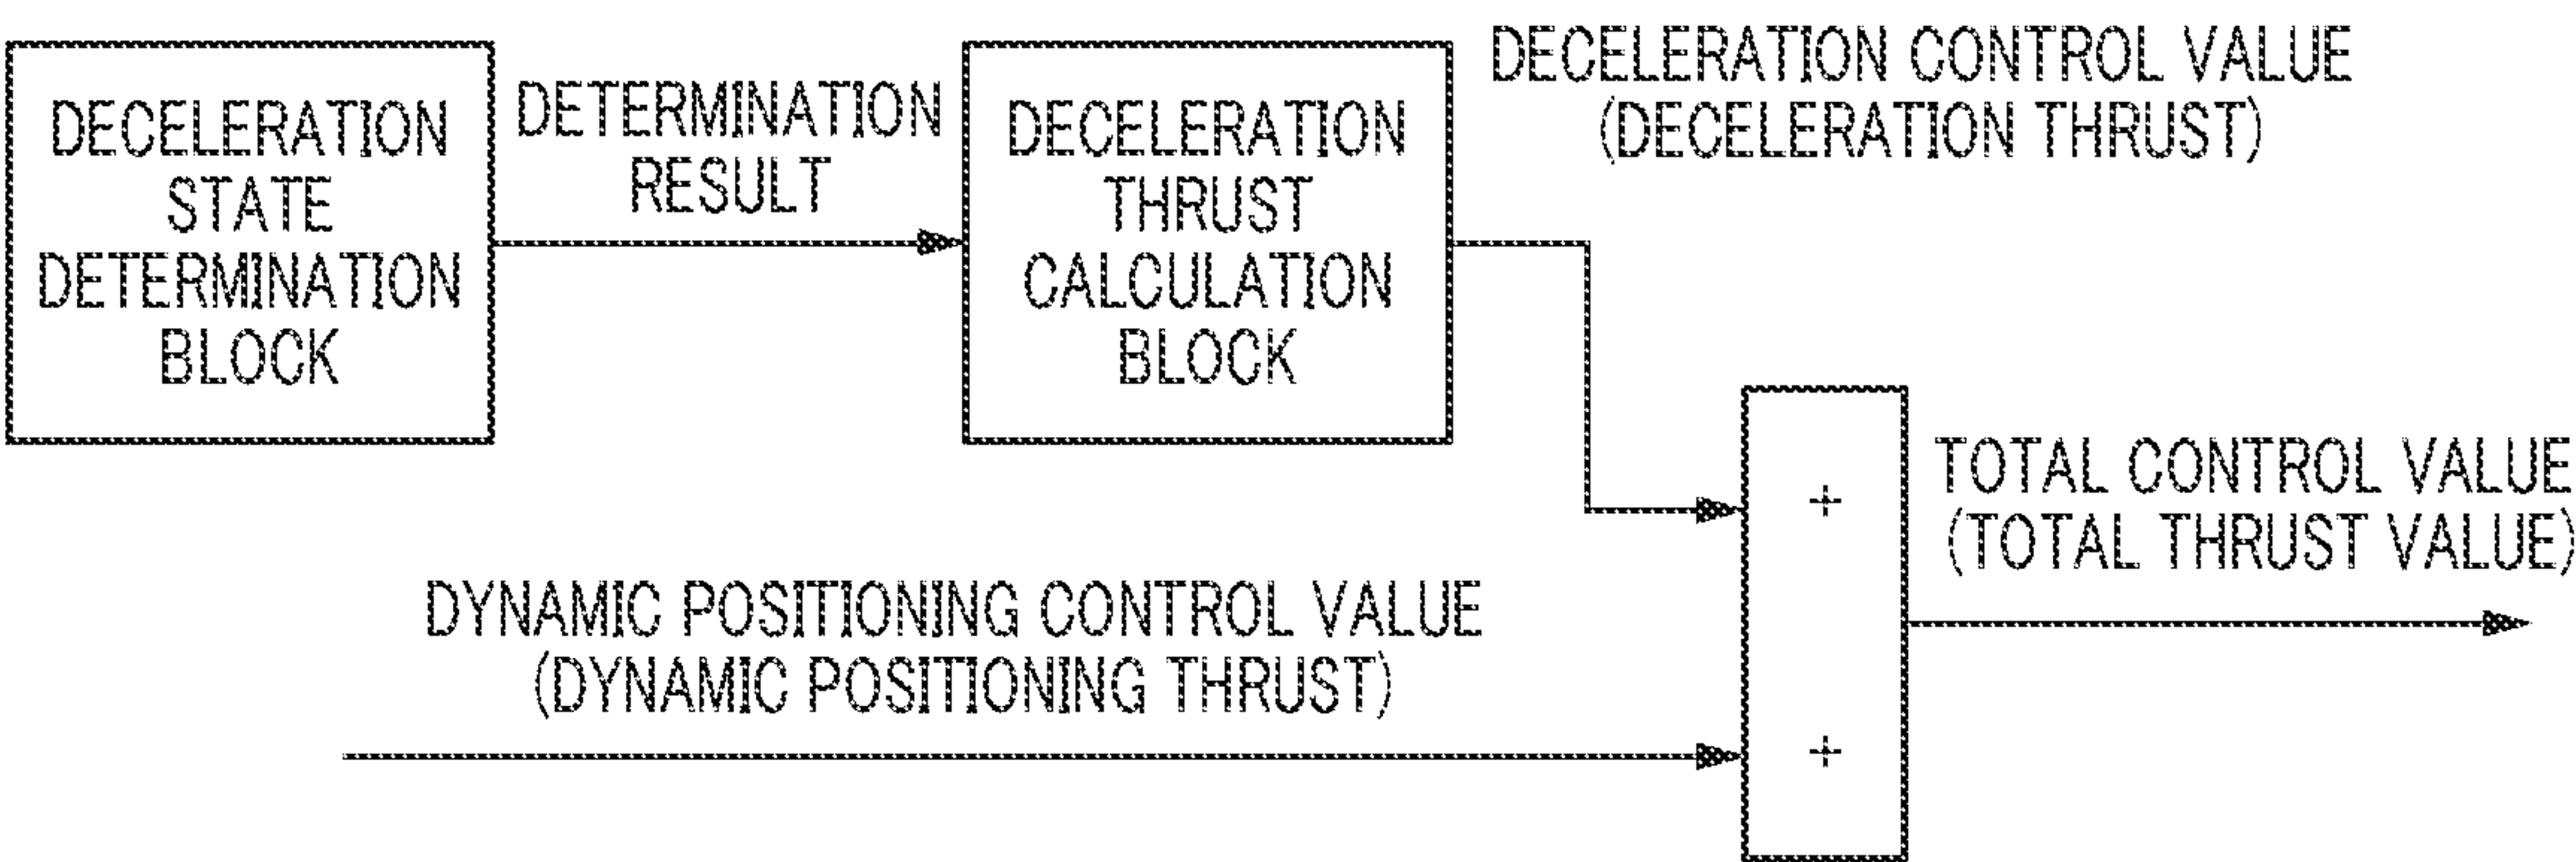 DECELERATION
STATE
DETERMINATION
BLOCK
DETERMINATION
RESULT
DECELERATION
THRUST
CALCULATION
BLOCK
DECELERATION CONTROL VALUE
(DECELERATION THRUST)
+
TOTAL CONTROL VALUE
(TOTAL THRUST VALUE)
DYNAMIC POSITIONING CONTROL VALUE
(DYNAMIC POSITIONING THRUST)
+